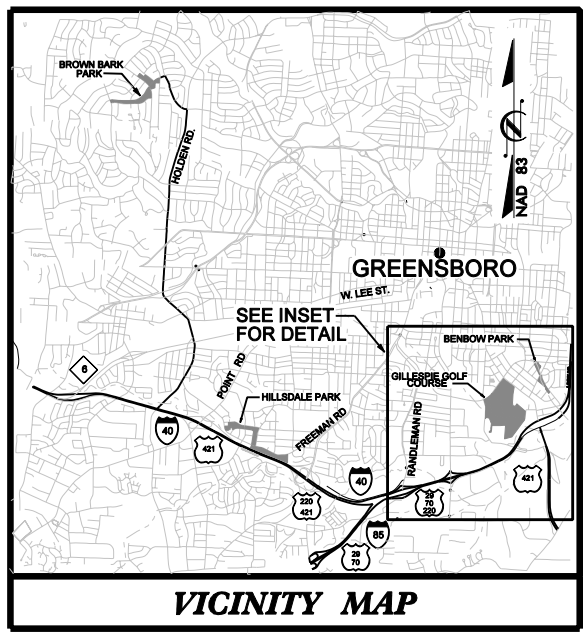 BROWN BARK
PARK
HOLDEN RD.
NAD 83
GREENSBORO
W. LEE ST.
SEE INSET
FOR DETAIL
BENBOW PARK
6
POINT RD
GILLESPIE GOLF
COURSE
HILLSDALE PARK
FREEMAN RD
RANDLEMAN RD
40
421
40
421
220
421
29
70
220
85
29
70
VICINITY MAP